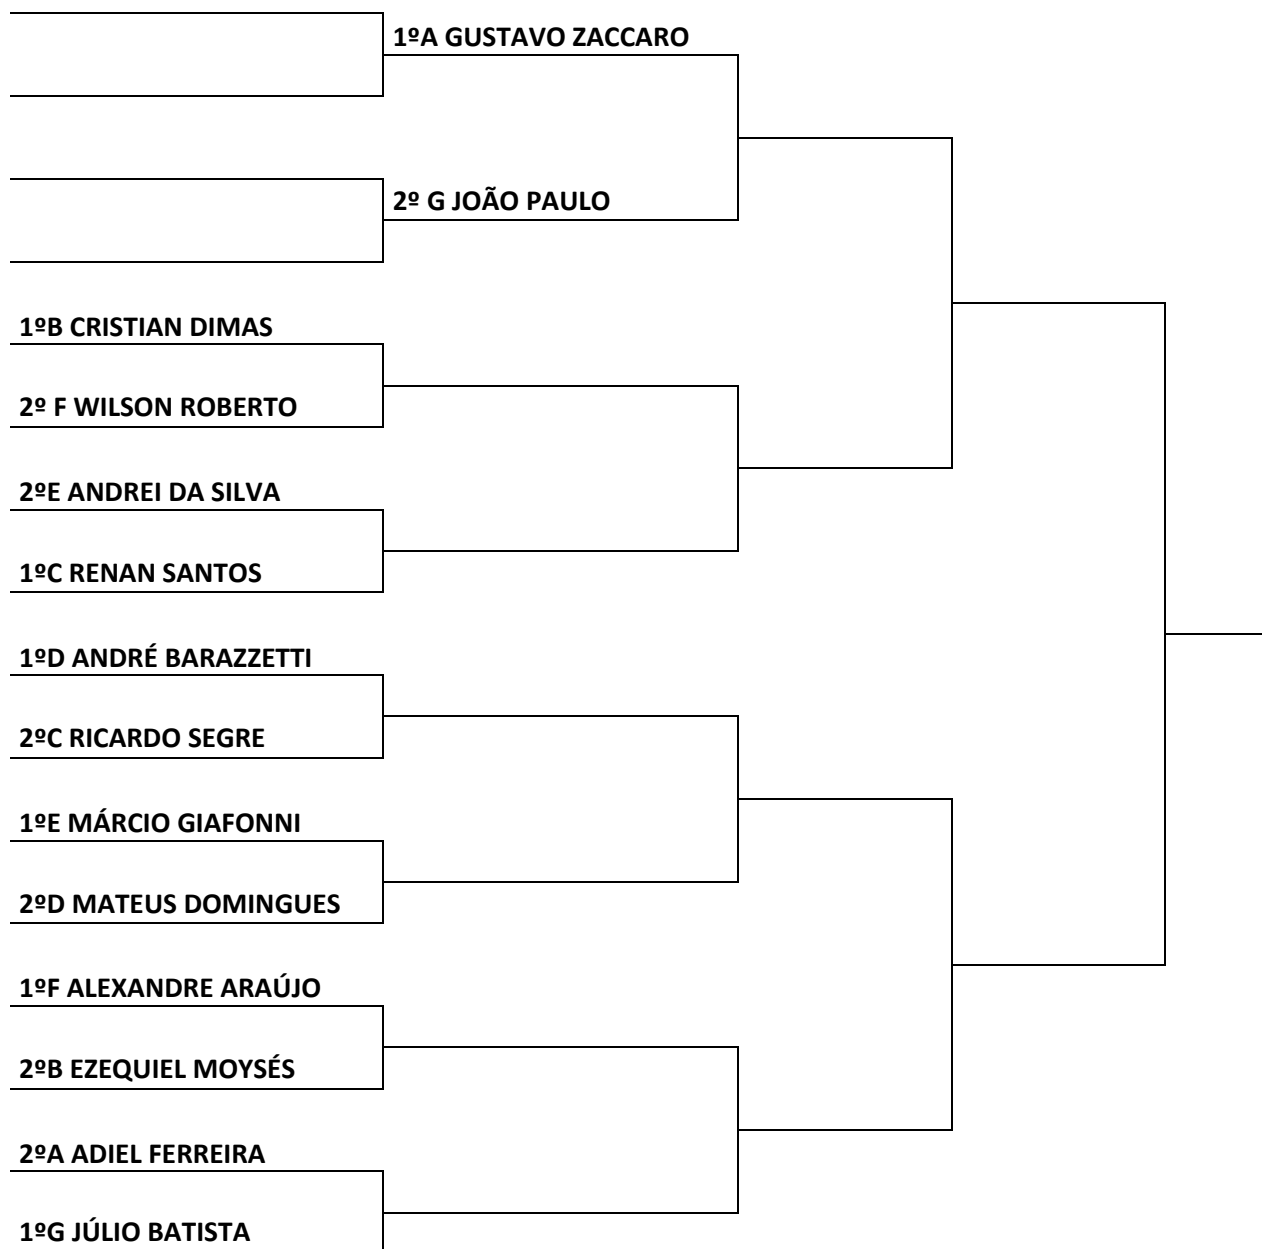 1ºA GUSTAVO ZACCARO
2º G JOÃO PAULO
1ºB CRISTIAN DIMAS
2º F WILSON ROBERTO
2ºE ANDREI DA SILVA
1ºC RENAN SANTOS
1ºD ANDRÉ BARAZZETTI
2ºC RICARDO SEGRE
1ºE MÁRCIO GIAFONNI
2ºD MATEUS DOMINGUES
1ºF ALEXANDRE ARAÚJO
2ºB EZEQUIEL MOYSÉS
2ºA ADIEL FERREIRA
1ºG JÚLIO BATISTA